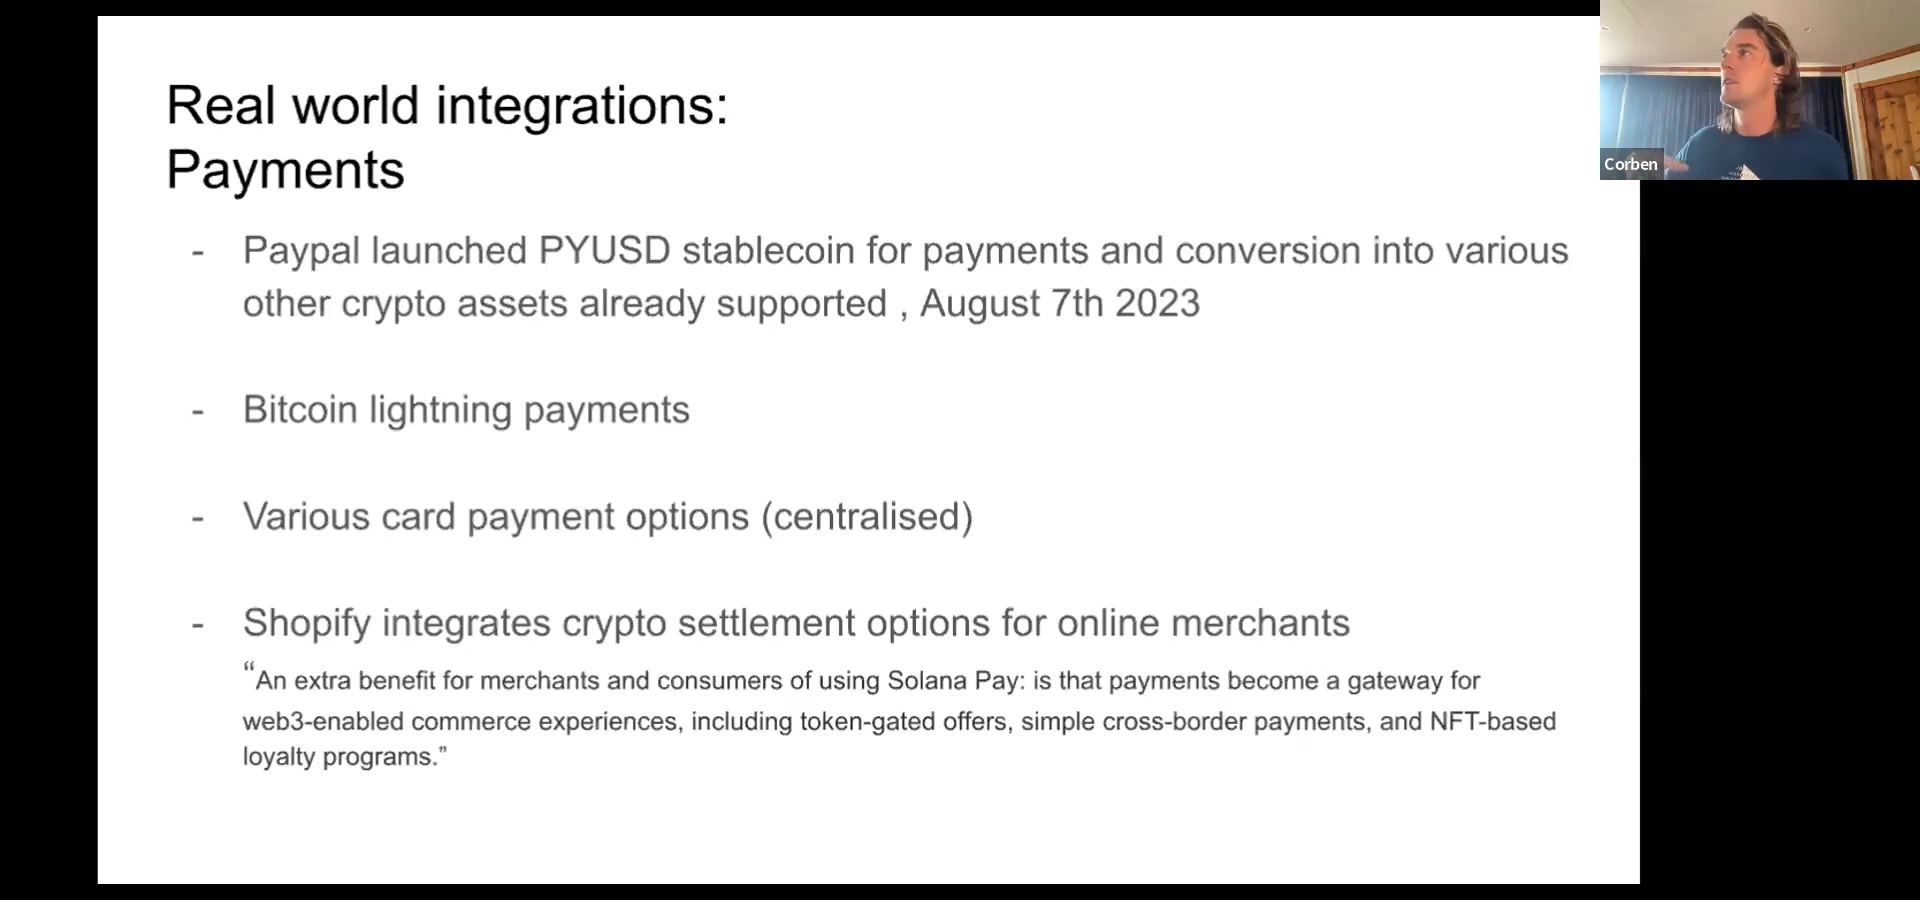 Real world integrations:
Payments
Corben
- Paypal launched PYUSD stablecoin for payments and conversion into various
other crypto assets already supported , August 7th 2023
- Bitcoin lightning payments
- Various card payment options (centralised)
- Shopify integrates crypto settlement options for online merchants
“An extra benefit for merchants and consumers of using Solana Pay: is that payments become a gateway for
web3-enabled commerce experiences, including token-gated offers, simple cross-border payments, and NFT-based
loyalty programs.”